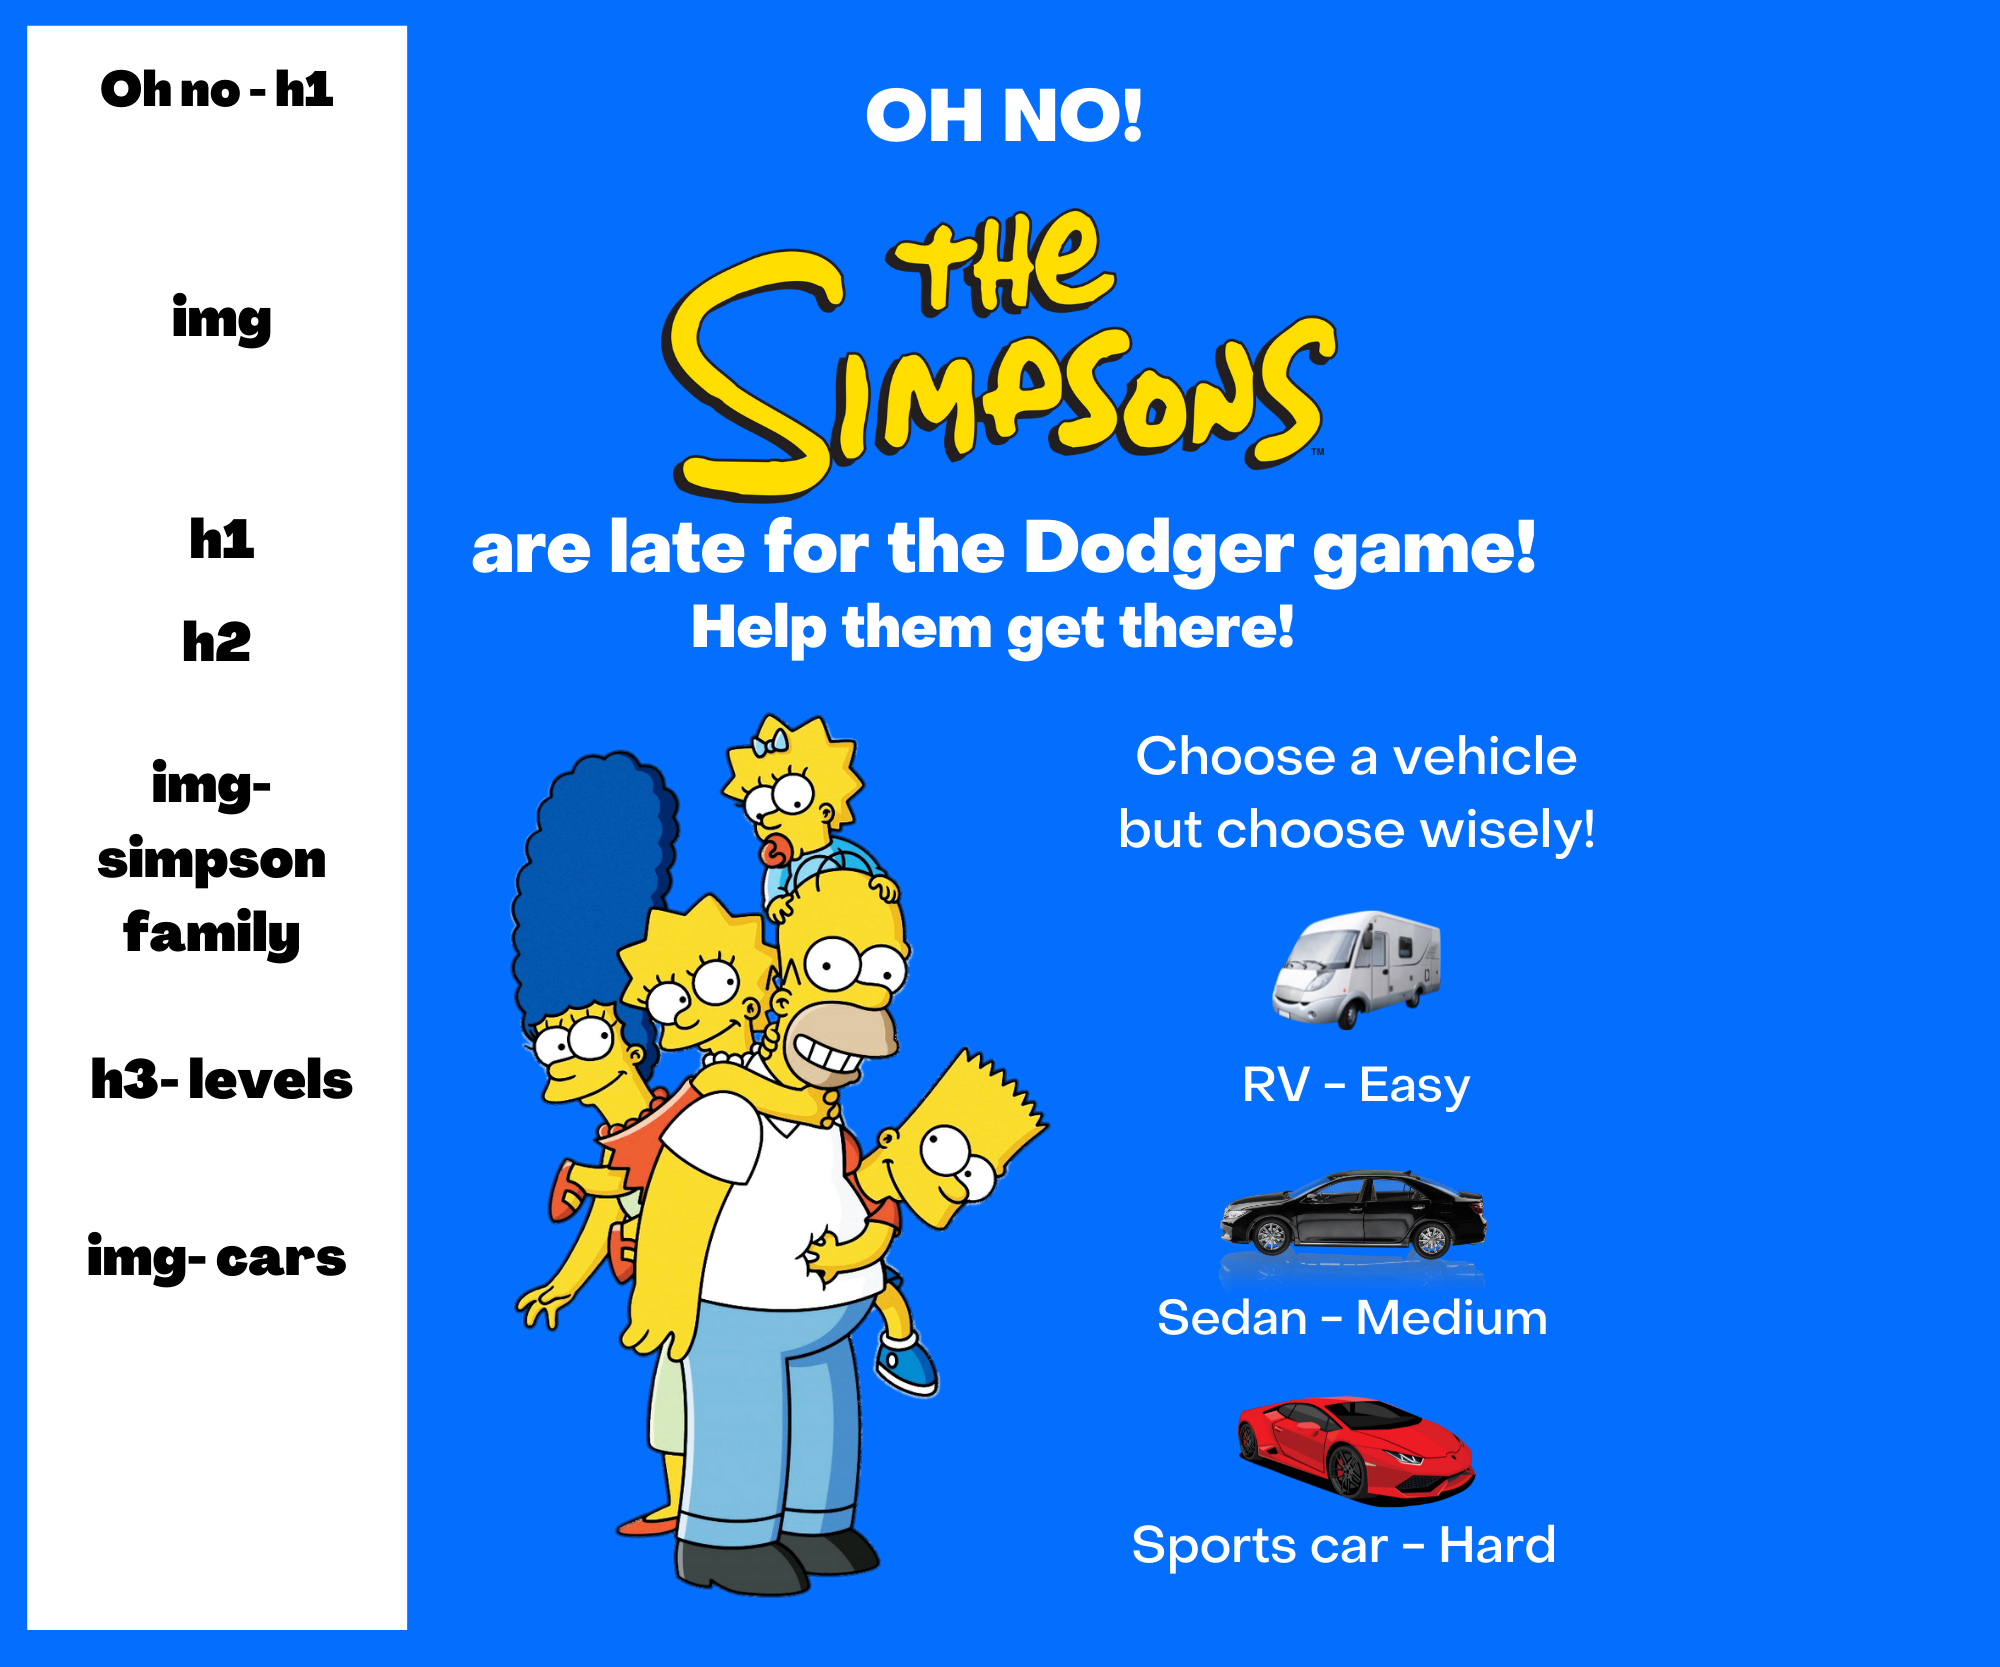 Oh no - h1
img
h1
h2
img-
simpson
family
h3- levels
img- cars
OH NO!
THE
SIMPSONS
TM
are late for the Dodger game!
Help them get there!
Choose a vehicle
but choose wisely!
RV - Easy
Sedan - Medium
Sports car - Hard